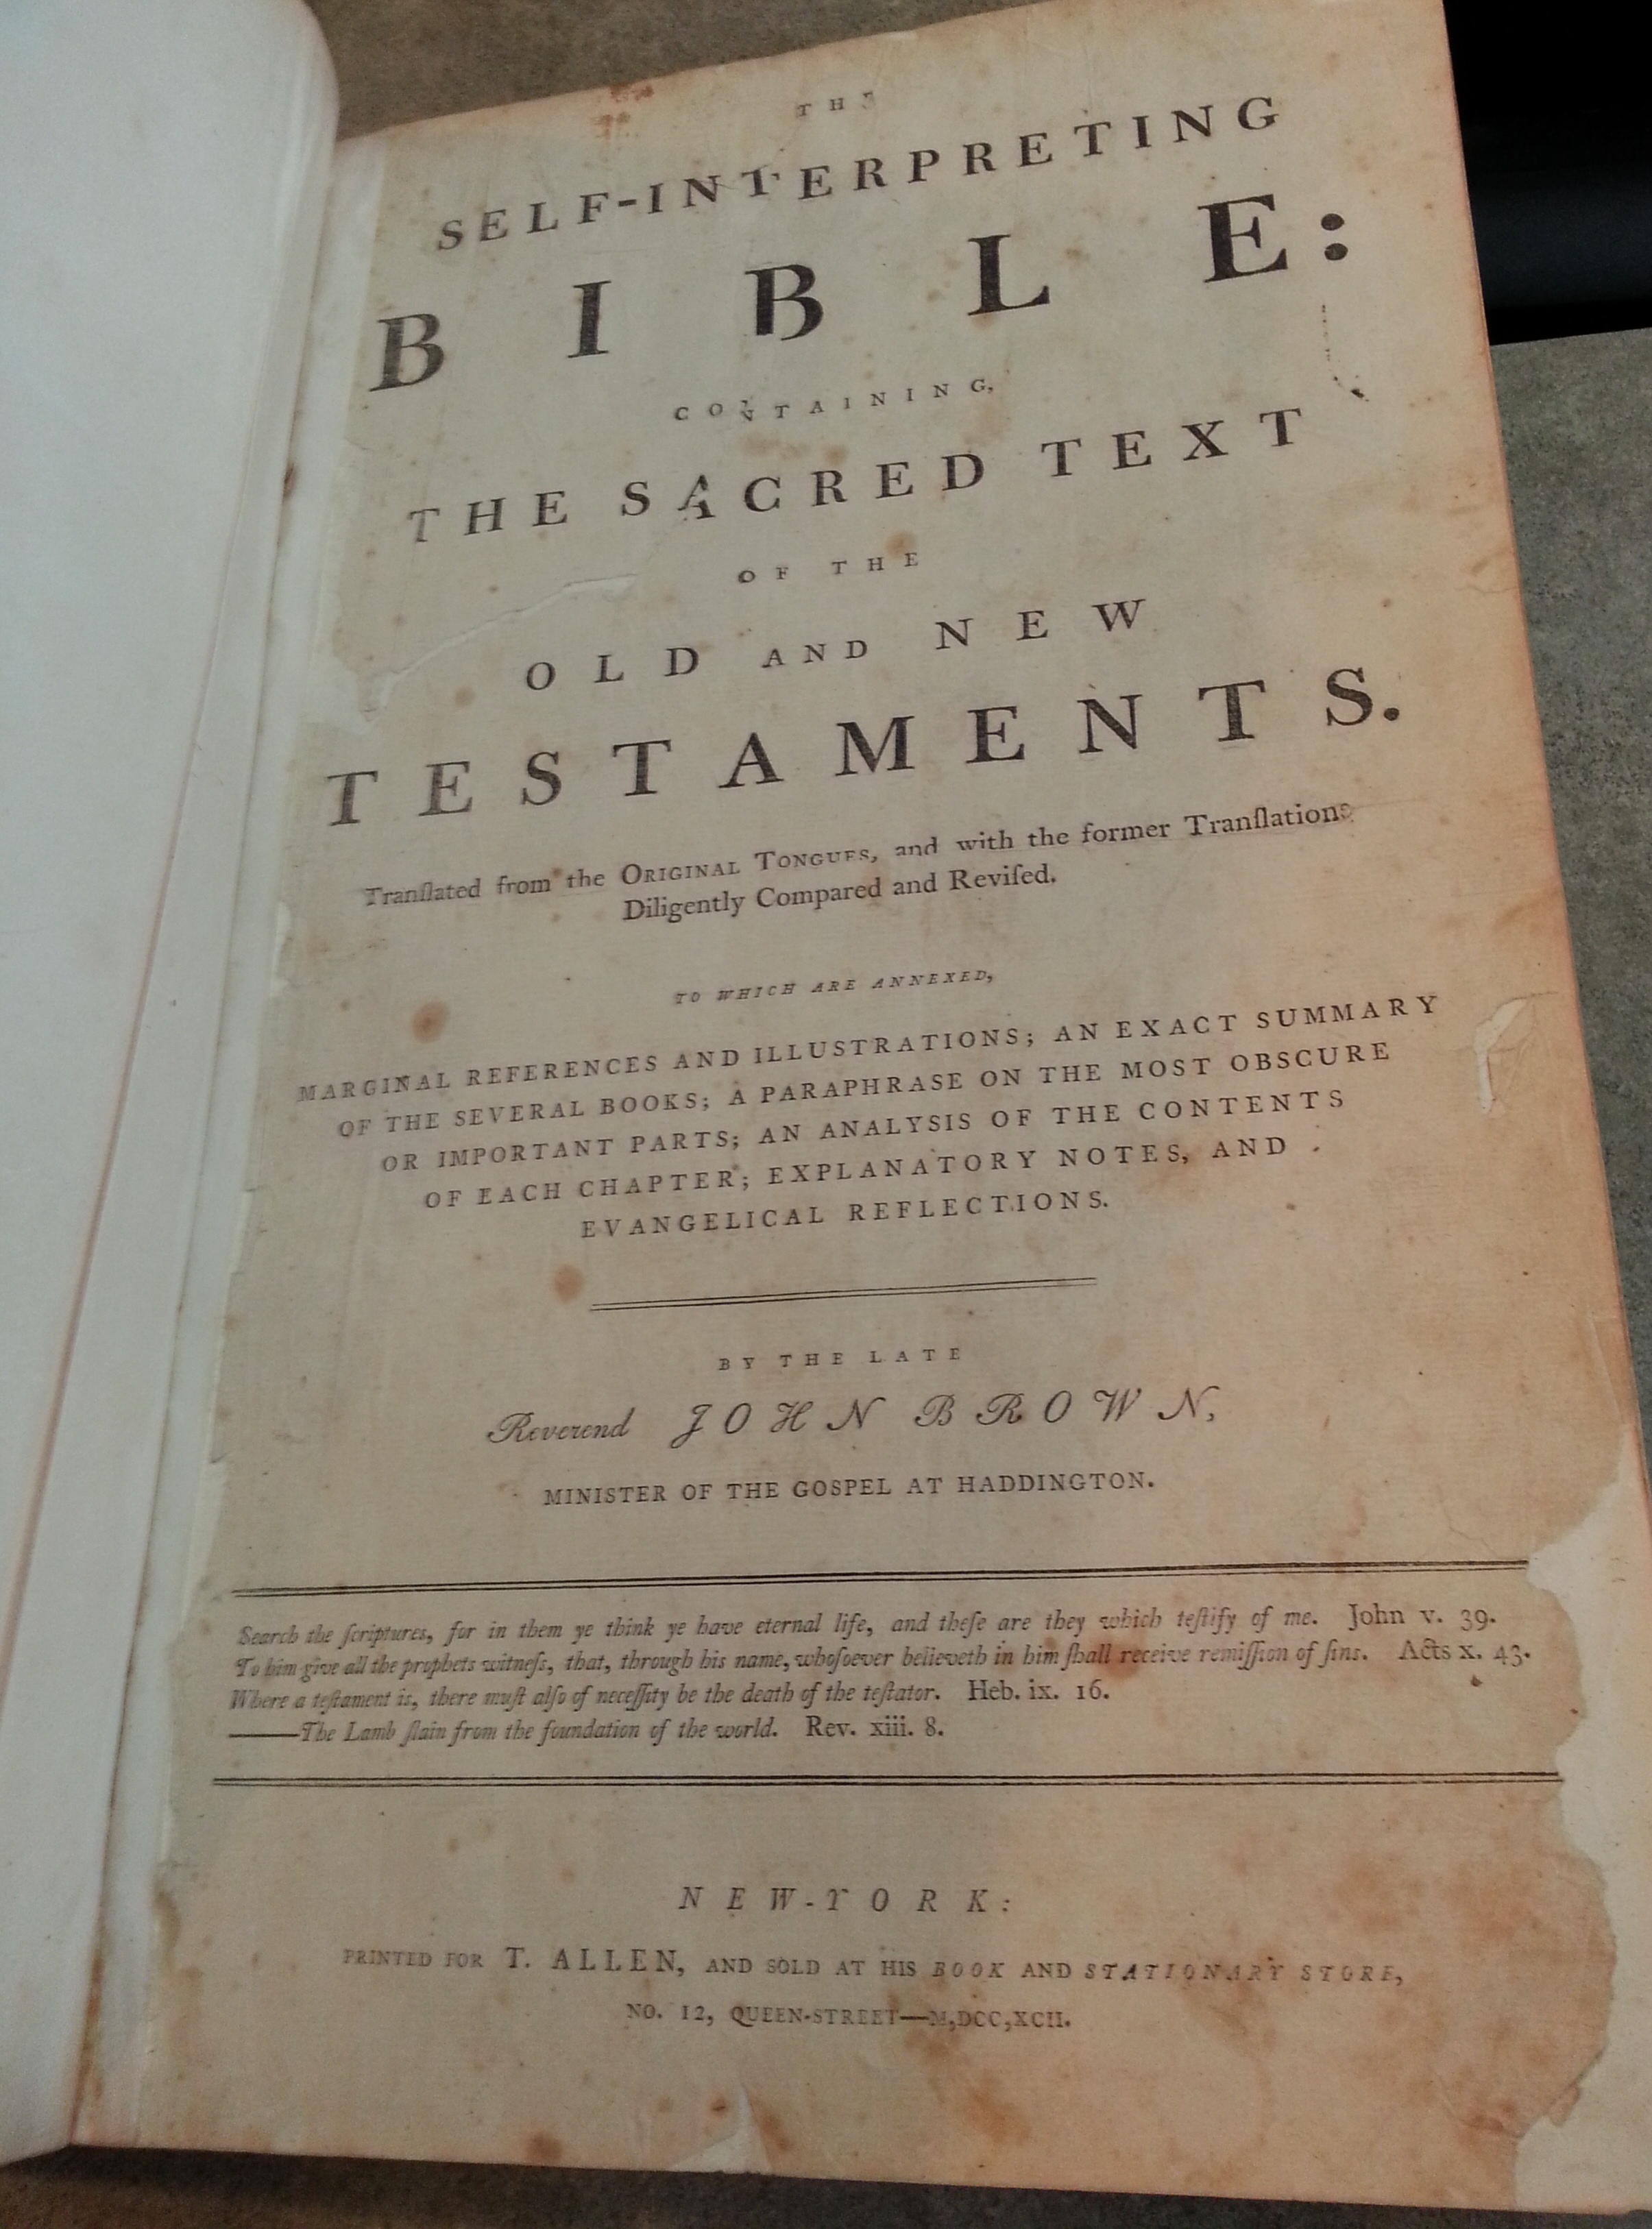 THE
SELF-INTERPRETING
BIBLE:
CONTAINING,
THE SACRED TEXT
OF THE
OLD AND NEW
TESTAMENTS.
Tranſlated from the ORIGINAL TONGUES, and with the former Tranſlations
Diligently Compared and Reviſed.
TO WHICH ARE ANNEXED,
MARGINAL REFERENCES AND ILLUSTRATIONS; AN EXACT SUMMARY
OF THE SEVERAL BOOKS; A PARAPHRASE ON THE MOST OBSCURE
OR IMPORTANT PARTS; AN ANALYSIS OF THE CONTENTS
OF EACH CHAPTER; EXPLANATORY NOTES, AND
EVANGELICAL REFLECTIONS.
BY THE LATE
Reverend JOHN BROWN,
MINISTER OF THE GOSPEL AT HADDINGTON.
Search the ſcriptures, for in them ye think ye have eternal life, and theſe are they which teſtify of me. John v. 39.
To him give all the prophets witneſs, that, through his name, whoſoever believeth in him ſhall receive remiſſion of ſins. Acts x. 43.
Where a teſtament is, there muſt alſo of neceſſity be the death of the teſtator. Heb. ix. 16.
——The Lamb ſlain from the foundation of the world. Rev. xiii. 8.
NEW-YORK:
PRINTED FOR T. ALLEN, AND SOLD AT HIS BOOK AND STATIONARY STORE,
NO. 12, QUEEN-STREET—M,DCC,XCII.